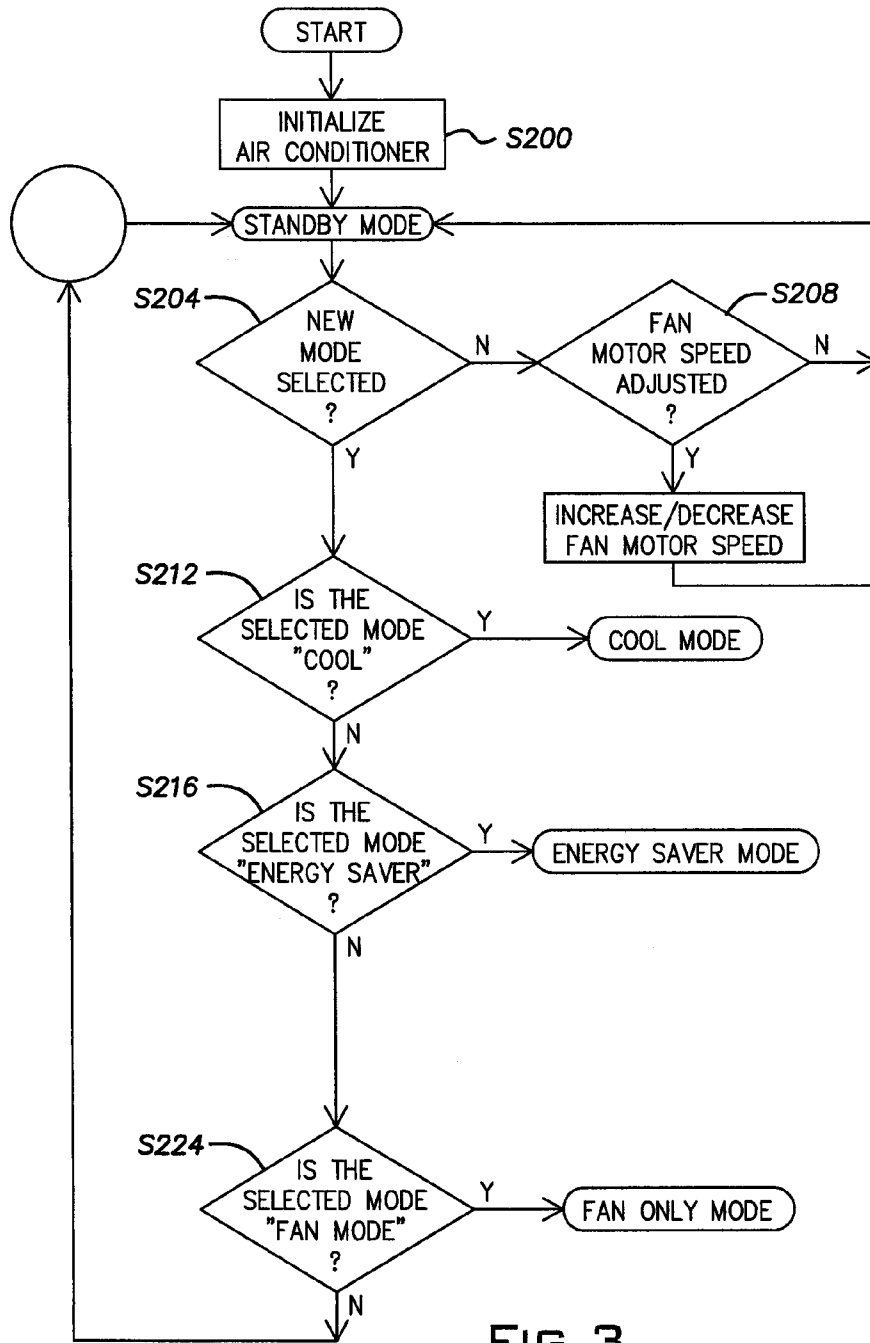 START
INITIALIZE
AIR CONDITIONER
S200
STANDBY MODE
S204
NEW
MODE
SELECTED
?
N
Y
S208
FAN
MOTOR SPEED
ADJUSTED
?
N
Y
INCREASE/DECREASE
FAN MOTOR SPEED
S212
IS THE
SELECTED MODE
"COOL"
?
Y
COOL MODE
N
S216
IS THE
SELECTED MODE
"ENERGY SAVER"
?
Y
ENERGY SAVER MODE
N
S224
IS THE
SELECTED MODE
"FAN MODE"
?
Y
FAN ONLY MODE
N
FIG. 3